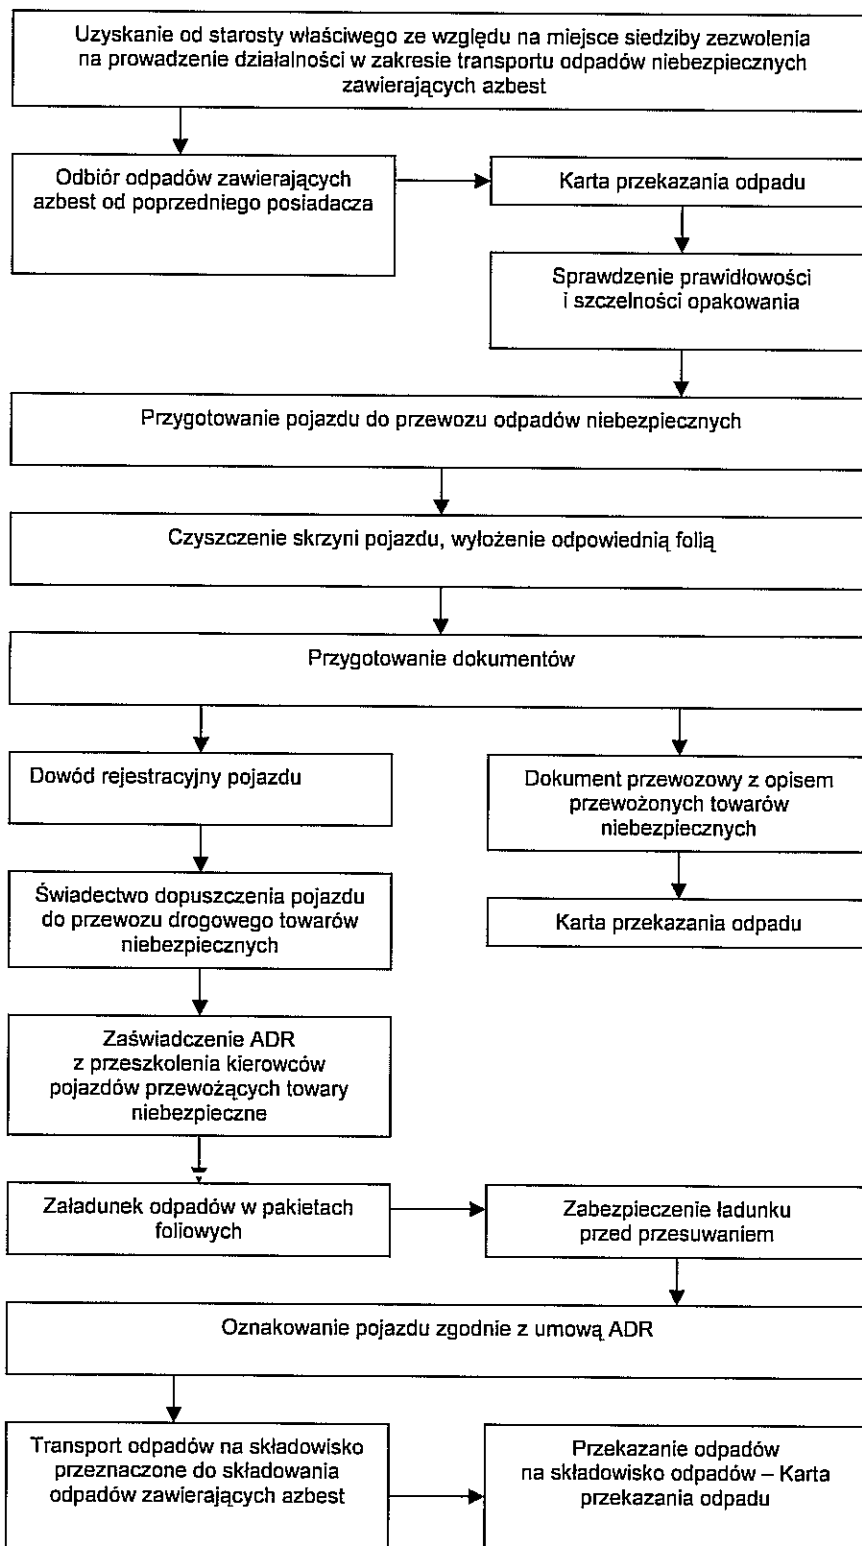 Uzyskanie od starosty właściwego ze względu na miejsce siedziby zezwolenia
na prowadzenie działalności w zakresie transportu odpadów niebezpiecznych
zawierających azbest
Odbiór odpadów zawierających
azbest od poprzedniego posiadacza
Karta przekazania odpadu
Sprawdzenie prawidłowości
i szczelności opakowania
Przygotowanie pojazdu do przewozu odpadów niebezpiecznych
Czyszczenie skrzyni pojazdu, wyłożenie odpowiednią folią
Przygotowanie dokumentów
Dowód rejestracyjny pojazdu
Świadectwo dopuszczenia pojazdu
do przewozu drogowego towarów
niebezpiecznych
Zaświadczenie ADR
z przeszkolenia kierowców
pojazdów przewożących towary
niebezpieczne
Dokument przewozowy z opisem
przewożonych towarów
niebezpiecznych
Karta przekazania odpadu
Załadunek odpadów w pakietach
foliowych
Zabezpieczenie ładunku
przed przesuwaniem
Oznakowanie pojazdu zgodnie z umową ADR
Transport odpadów na składowisko
przeznaczone do składowania
odpadów zawierających azbest
Przekazanie odpadów
na składowisko odpadów – Karta
przekazania odpadu